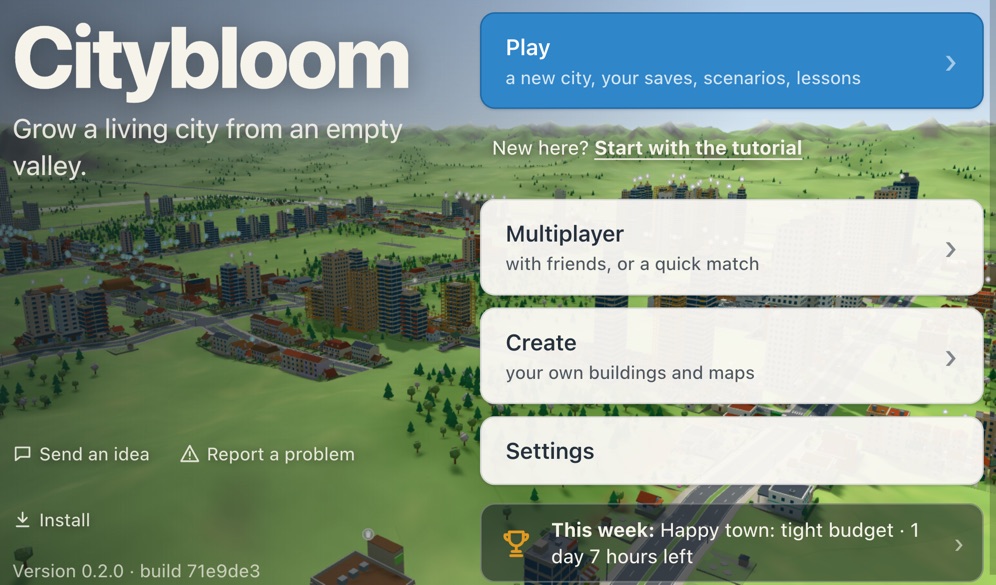 Citybloom
Grow a living city from an empty
valley.
Send an idea
Report a problem
Install
Version 0.2.0 · build 71e9de3
Play
a new city, your saves, scenarios, lessons
New here? Start with the tutorial
Multiplayer
with friends, or a quick match
Create
your own buildings and maps
Settings
This week: Happy town: tight budget · 1
day 7 hours left